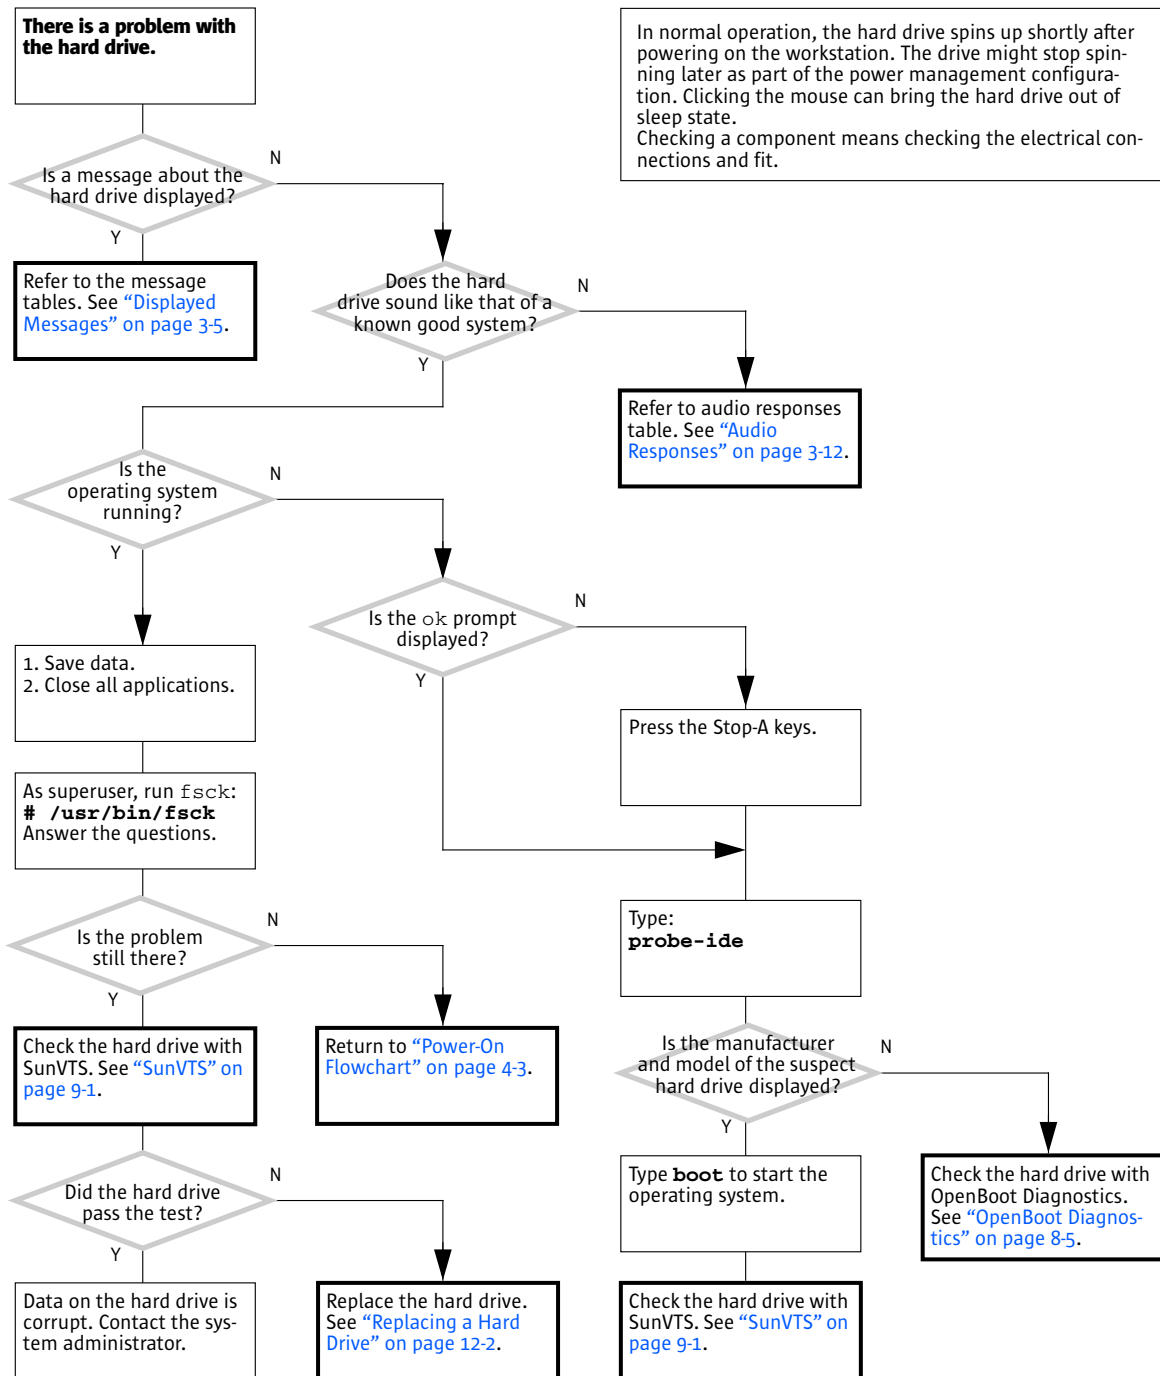 There is a problem with
the hard drive.
In normal operation, the hard drive spins up shortly after
powering on the workstation. The drive might stop spin-
ning later as part of the power management configura-
tion. Clicking the mouse can bring the hard drive out of
sleep state.
Checking a component means checking the electrical con-
nections and fit.
Is a message about the
hard drive displayed?
N
Y
Refer to the message
tables. See “Displayed
Messages” on page 3-5.
Does the hard
drive sound like that of a
known good system?
N
Y
Refer to audio responses
table. See “Audio
Responses” on page 3-12.
Is the
operating system
running?
N
Y
Is the ok prompt
displayed?
N
Y
1. Save data.
2. Close all applications.
Press the Stop-A keys.
As superuser, run fsck:
# /usr/bin/fsck
Answer the questions.
Type:
probe-ide
Is the problem
still there?
N
Y
Check the hard drive with
SunVTS. See “SunVTS” on
page 9-1.
Return to “Power-On
Flowchart” on page 4-3.
Is the manufacturer
and model of the suspect
hard drive displayed?
N
Y
Did the hard drive
pass the test?
N
Y
Type boot to start the
operating system.
Check the hard drive with
OpenBoot Diagnostics.
See “OpenBoot Diagnos-
tics” on page 8-5.
Data on the hard drive is
corrupt. Contact the sys-
tem administrator.
Replace the hard drive.
See “Replacing a Hard
Drive” on page 12-2.
Check the hard drive with
SunVTS. See “SunVTS” on
page 9-1.